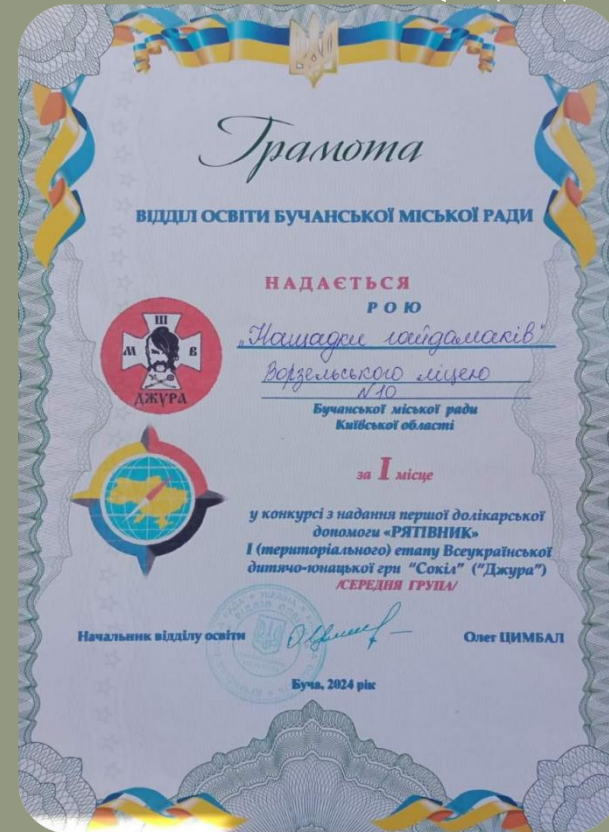 Грамота
ВІДДІЛ ОСВІТИ БУЧАНСЬКОЇ МІСЬКОЇ РАДИ
НАДАЄТЬСЯ
РОЮ
„Нащадки гайдамаків"
Ворзельського ліцею
№10
Бучанської міської ради
Київської області
за I місце
у конкурсі з надання першої долікарської
допомоги «РЯТІВНИК»
І (територіального) етапу Всеукраїнської
дитячо-юнацької гри "Сокіл" ("Джура")
/СЕРЕДНЯ ГРУПА/
Начальник відділу освіти
Олег ЦИМБАЛ
Буча, 2024 рік
Ш
М В
ДЖУРА